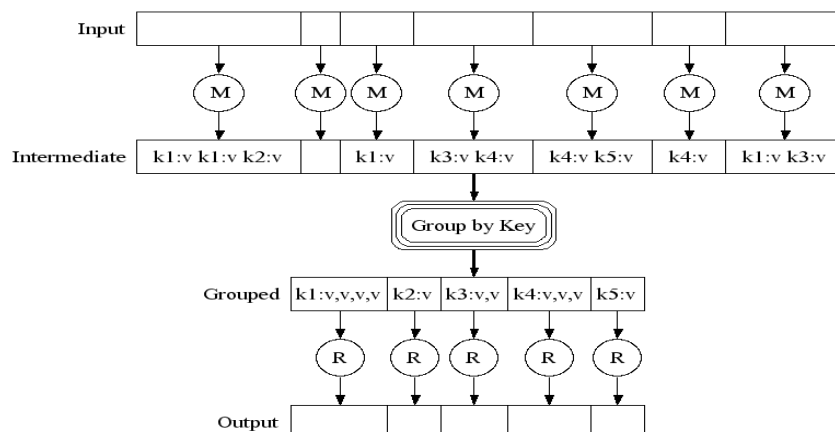 Input
M M M M M M M
Intermediate k1:v k1:v k2:v k1:v k3:v k4:v k4:v k5:v k4:v k1:v k3:v
Group by Key
Grouped k1:v,v,v,v k2:v k3:v,v k4:v,v,v k5:v
R R R R R
Output